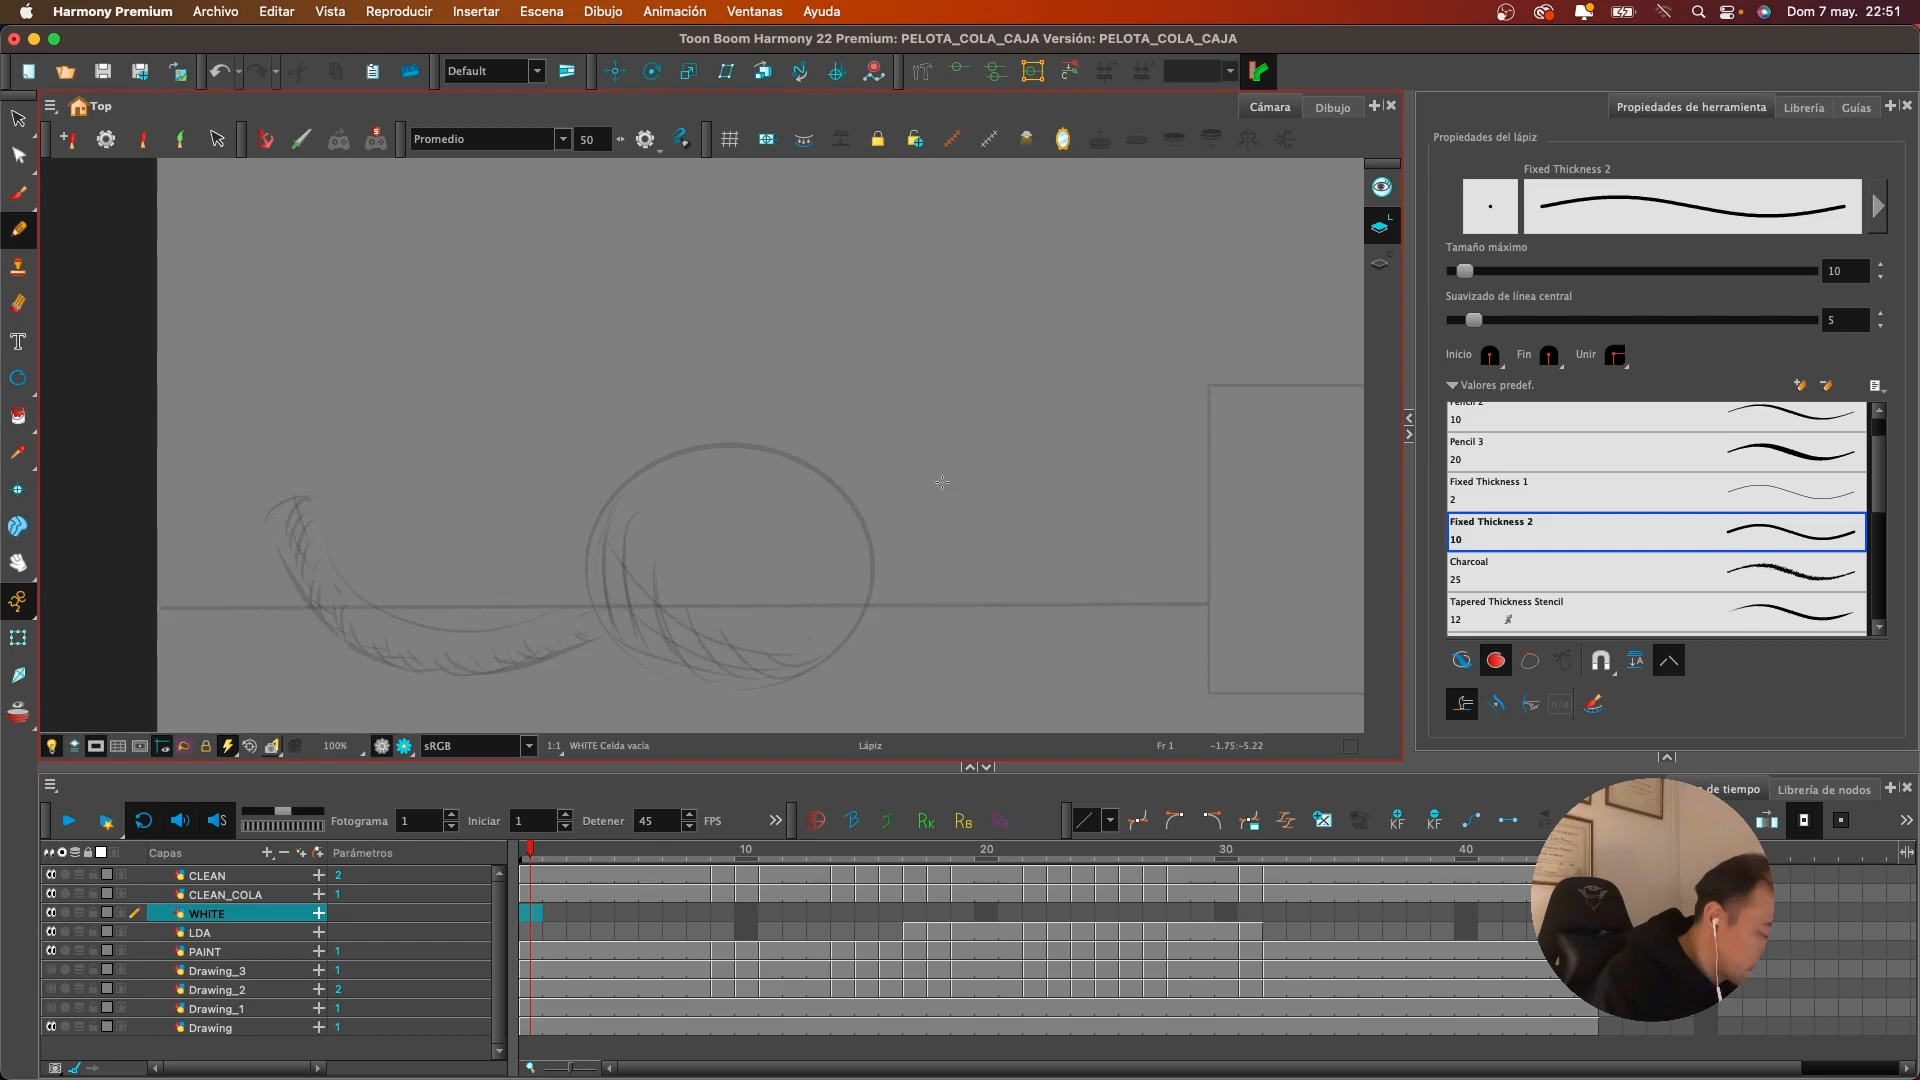 Harmony Premium Archivo Editar Vista Reproducir Insertar Escena Dibujo Animación Ventanas Ayuda Dom 7 may. 22:51
Toon Boom Harmony 22 Premium: PELOTA_COLA_CAJA Versión: PELOTA_COLA_CAJA
Default
Top Cámara Dibujo
Promedio 50
Propiedades de herramienta Librería Guías
Propiedades del lápiz
Fixed Thickness 2
Tamaño máximo
10
Suavizado de línea central
5
Inicio Fin Unir
Valores predef.
Pencil 2
10
Pencil 3
20
Fixed Thickness 1
2
Fixed Thickness 2
10
Charcoal
25
Tapered Thickness Stencil
12
n/a
100% sRGB 1:1 WHITE Celda vacía Lápiz Fr 1 -1.75:-5.22
de tiempo Librería de nodos
Fotograma 1 Iniciar 1 Detener 45 FPS
RK RB KF KF
Capas Parámetros
10 20 30 40
CLEAN 2
CLEAN_COLA 1
WHITE
LDA
PAINT 1
Drawing_3 1
Drawing_2 2
Drawing_1 1
Drawing 1